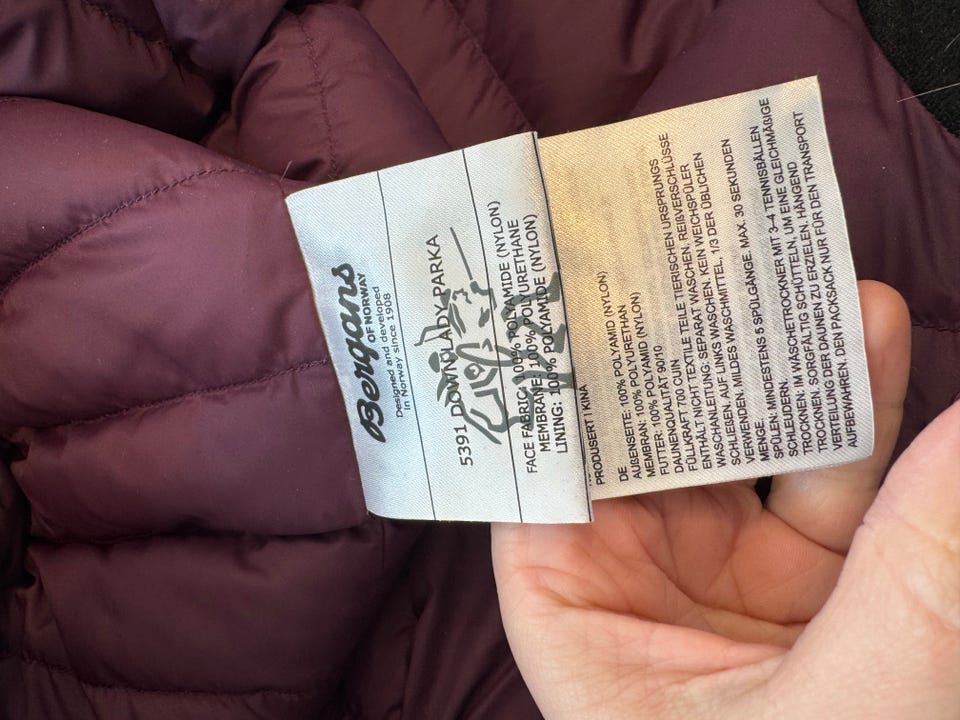 Bergans
OF NORWAY
Designed and developed
in Norway since 1908
5391 DOWN LADY PARKA
FACE FABRIC: 100% POLYAMIDE (NYLON)
MEMBRANE: 100% POLYURETHANE
LINING: 100% POLYAMIDE (NYLON)
PRODUSERT I KINA
DE
AUSSENSEITE: 100% POLYAMID (NYLON)
MEMBRAN: 100% POLYURETHAN
FUTTER: 100% POLYAMID (NYLON)
DAUNENQUALITÄT 90/10
FÜLLKRAFT 700 CUIN
ENTHÄLT NICHT TEXTILE TEILE TIERISCHEN URSPRUNGS
WASCHANLEITUNG: SEPARAT WASCHEN. REIßVERSCHLÜSSE
SCHLIEßEN. AUF LINKS WASCHEN. KEIN WEICHSPÜLER
VERWENDEN. MILDES WASCHMITTEL, 1/3 DER ÜBLICHEN
MENGE.
SPÜLEN: MINDESTENS 5 SPÜLGÄNGE. MAX. 30 SEKUNDEN
SCHLEUDERN.
TROCKNEN: IM WÄSCHETROCKNER MIT 3–4 TENNISBÄLLEN
TROCKNEN. SORGFÄLTIG SCHÜTTELN, UM EINE GLEICHMÄßIGE
VERTEILUNG DER DAUNEN ZU ERZIELEN. HÄNGEND
AUFBEWAHREN. DEN PACKSACK NUR FÜR DEN TRANSPORT